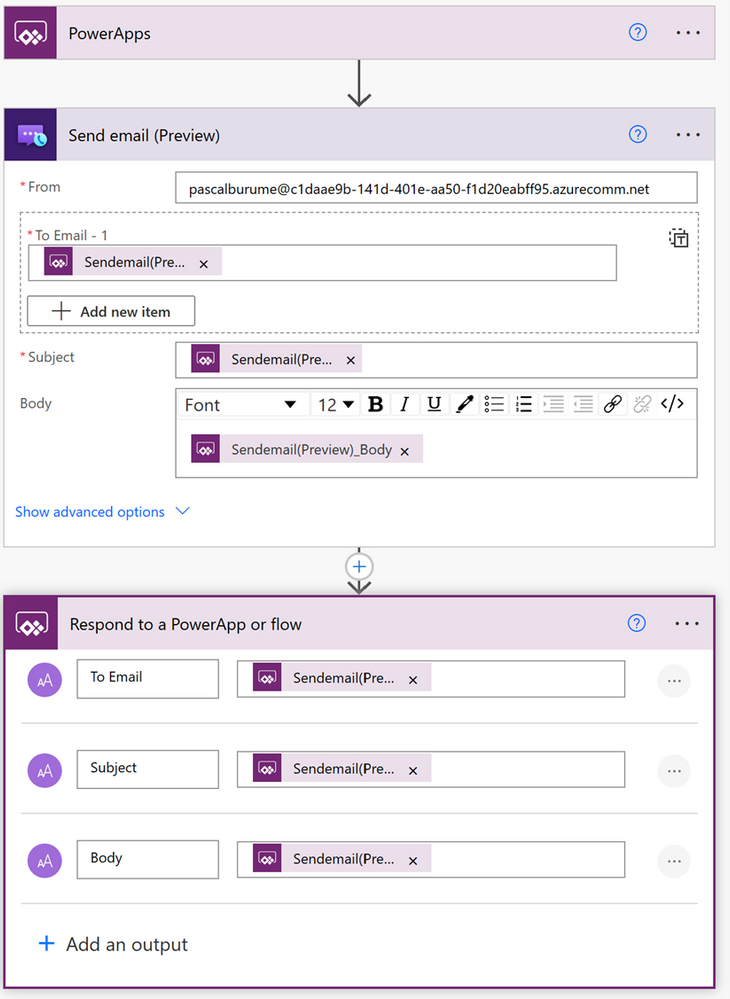 PowerApps
Send email (Preview)
* From
pascalburume@c1daae9b-141d-401e-aa50-f1d20eabff95.azurecomm.net
* To Email - 1
Sendemail(Pre... ×
Add new item
* Subject
Sendemail(Pre... ×
Body
Font 12 B I U </>
Sendemail(Preview)_Body ×
Show advanced options
Respond to a PowerApp or flow
AA To Email Sendemail(Pre... ×
AA Subject Sendemail(Pre... ×
AA Body Sendemail(Pre... ×
+ Add an output